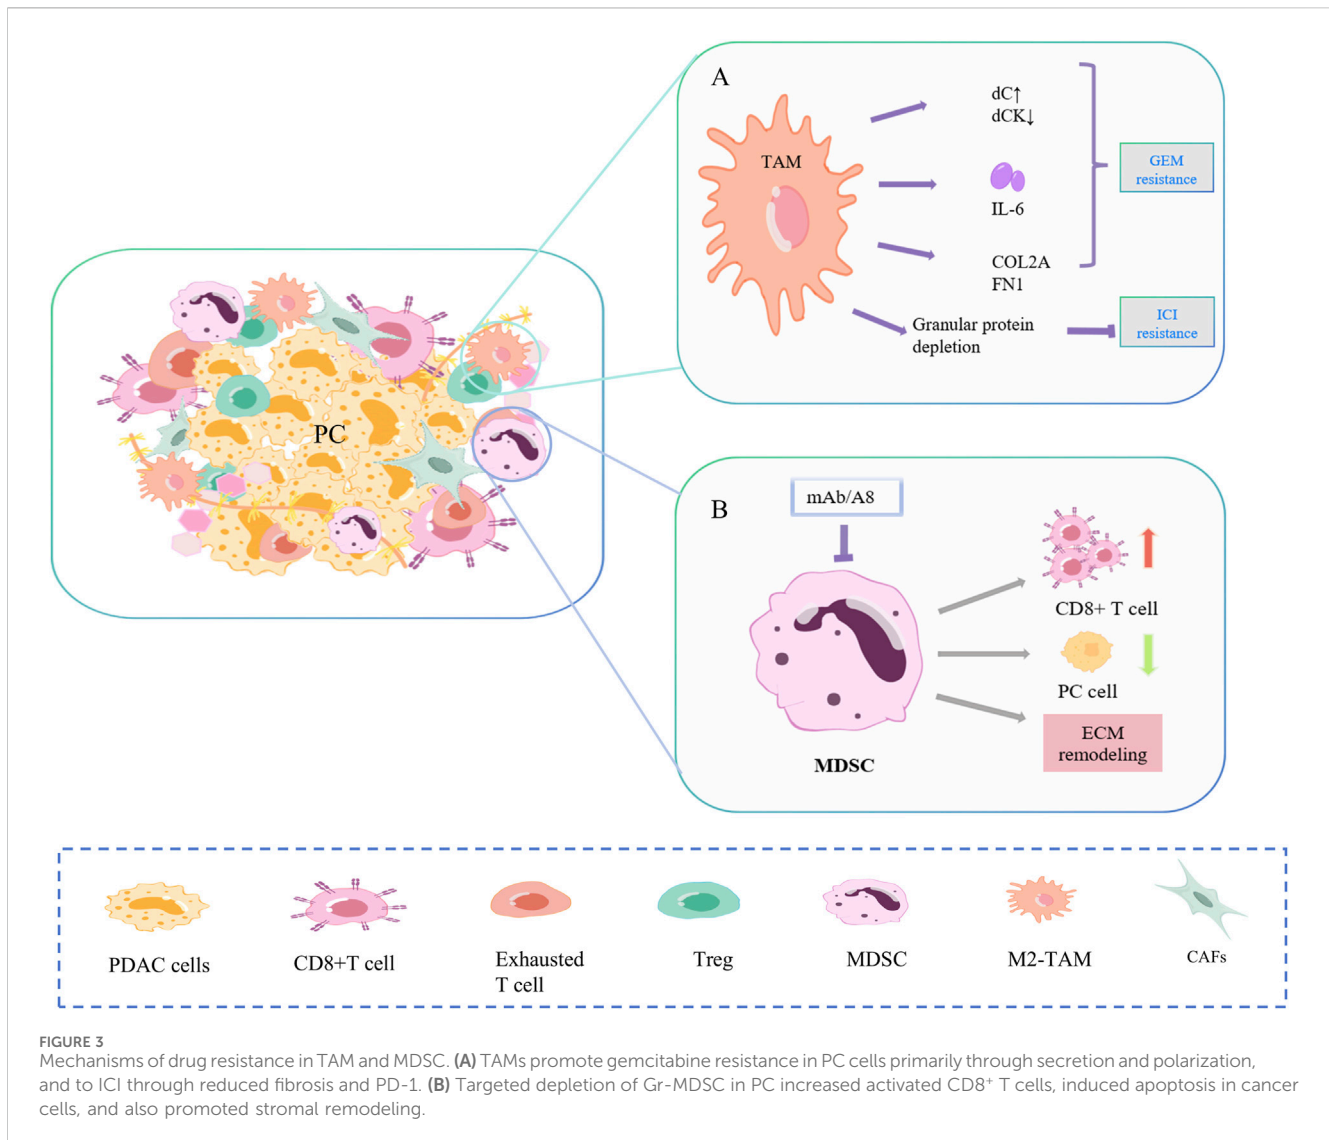 A
TAM
dC↑
dCK↓
IL-6
COL2A
FN1
Granular protein
depletion
GEM
resistance
ICI
resistance
PC
B
mAb/A8
MDSC
CD8+ T cell
PC cell
ECM
remodeling
PDAC cells
CD8+T cell
Exhausted
T cell
Treg
MDSC
M2-TAM
CAFs
FIGURE 3
Mechanisms of drug resistance in TAM and MDSC. (A) TAMs promote gemcitabine resistance in PC cells primarily through secretion and polarization,
and to ICI through reduced fibrosis and PD-1. (B) Targeted depletion of Gr-MDSC in PC increased activated CD8⁺ T cells, induced apoptosis in cancer
cells, and also promoted stromal remodeling.